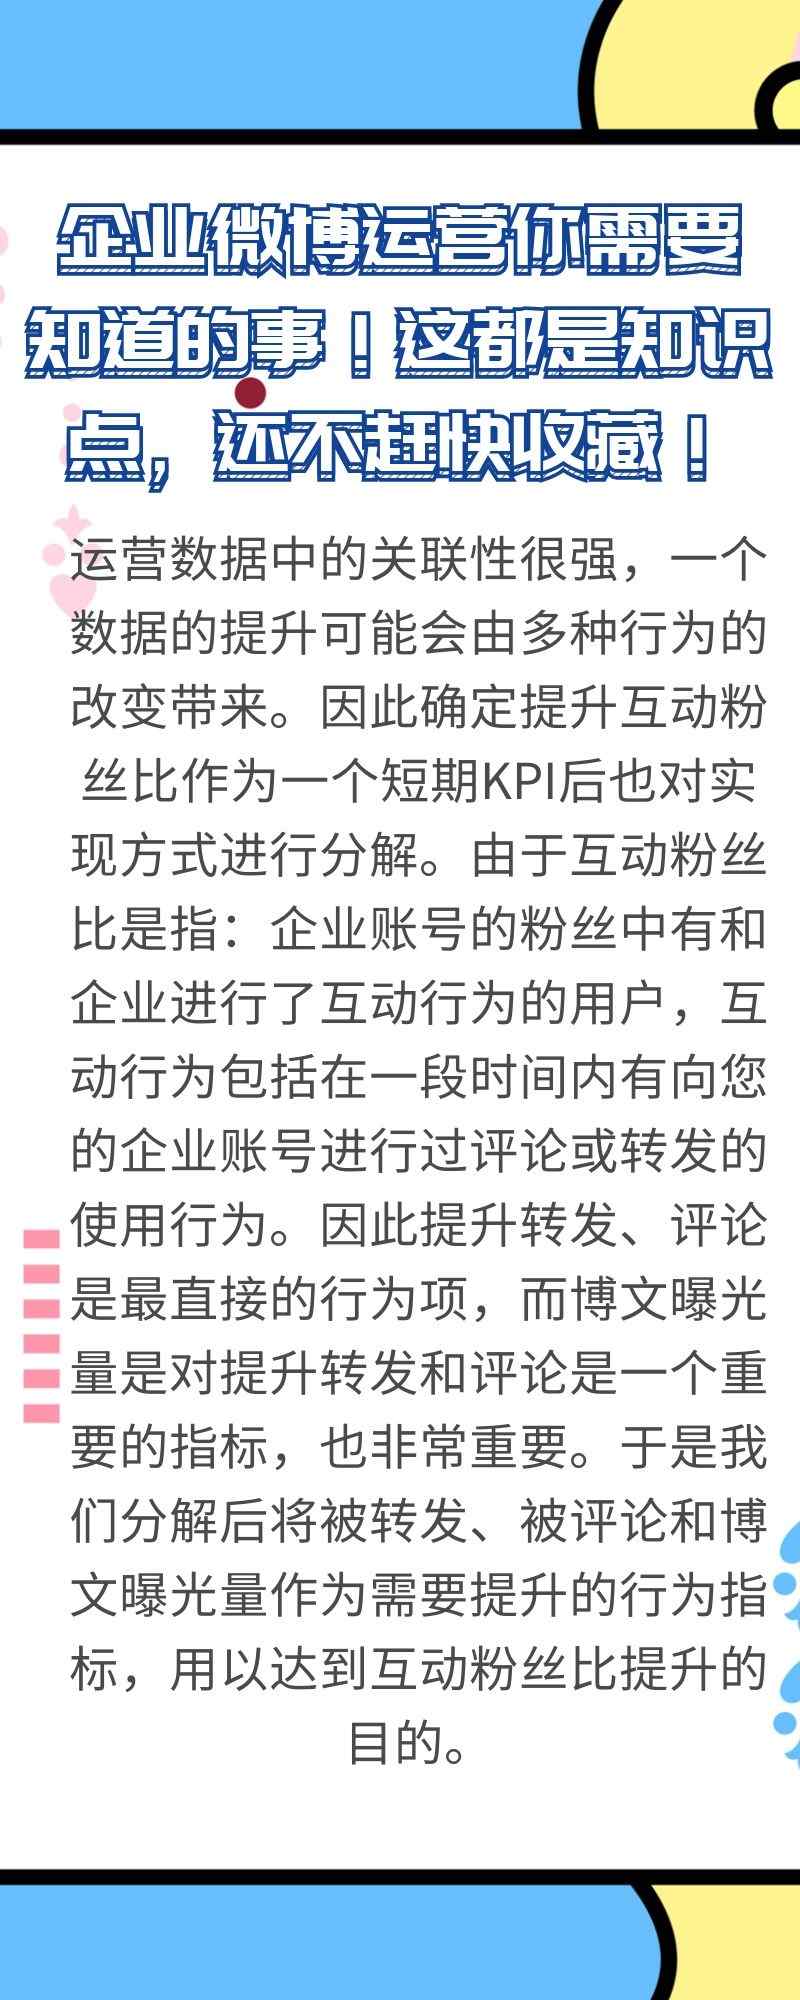 企业微博运营你需要
知道的事！这都是知识
点，还不赶快收藏！
运营数据中的关联性很强，一个
数据的提升可能会由多种行为的
改变带来。因此确定提升互动粉
丝比作为一个短期KPI后也对实
现方式进行分解。由于互动粉丝
比是指：企业账号的粉丝中有和
企业进行了互动行为的用户，互
动行为包括在一段时间内有向您
的企业账号进行过评论或转发的
使用行为。因此提升转发、评论
是最直接的行为项，而博文曝光
量是对提升转发和评论是一个重
要的指标，也非常重要。于是我
们分解后将被转发、被评论和博
文曝光量作为需要提升的行为指
标，用以达到互动粉丝比提升的
目的。